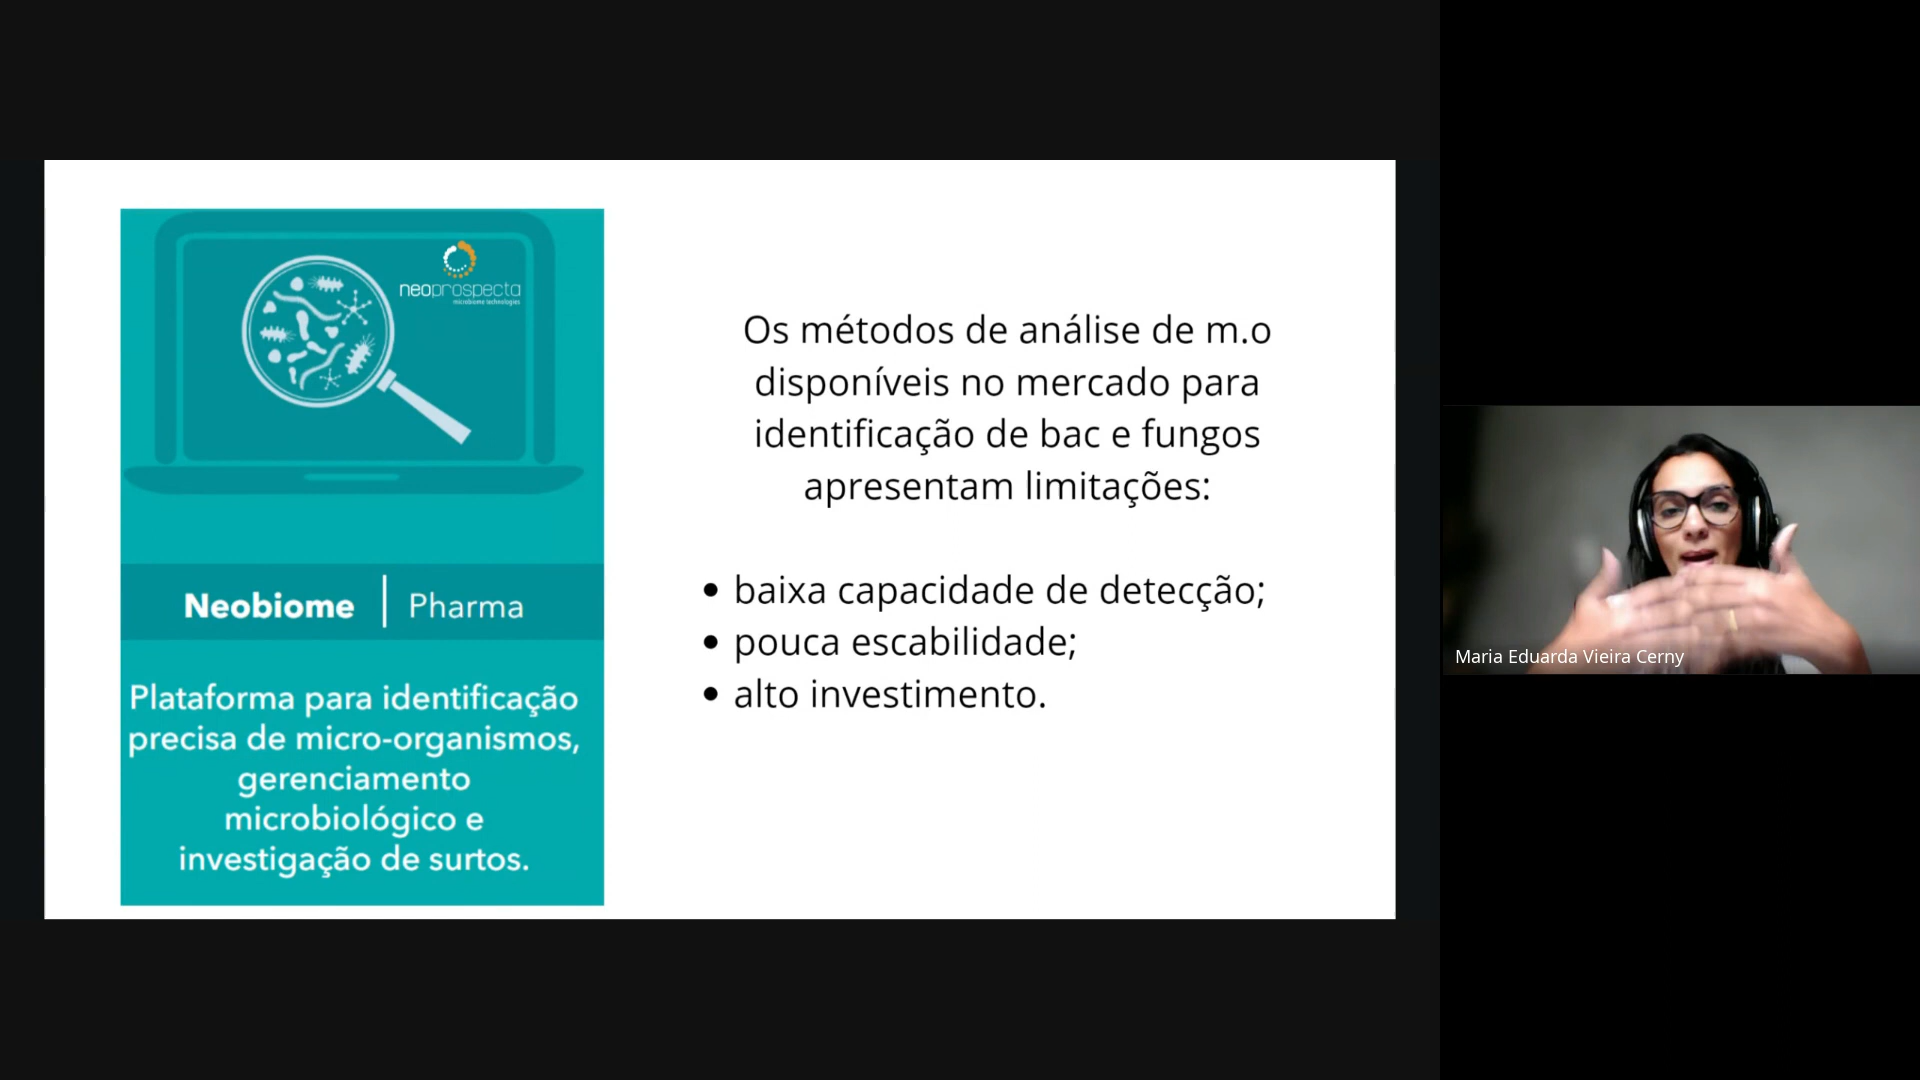 neoprospecta
microbiome technologies
Neobiome | Pharma
Plataforma para identificação
precisa de micro-organismos,
gerenciamento
microbiológico e
investigação de surtos.
Os métodos de análise de m.o
disponíveis no mercado para
identificação de bac e fungos
apresentam limitações:
• baixa capacidade de detecção;
• pouca escabilidade;
• alto investimento.
Maria Eduarda Vieira Cerny